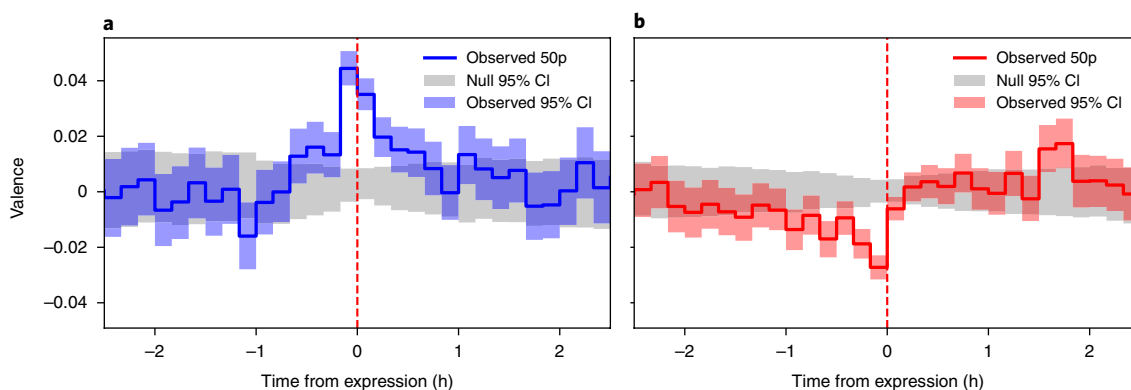 a
Observed 50p
Null 95% CI
Observed 95% CI
Valence
0.04
0.02
0
–0.02
–0.04
–2
–1
0
1
2
Time from expression (h)
b
Observed 50p
Null 95% CI
Observed 95% CI
–2
–1
0
1
2
Time from expression (h)